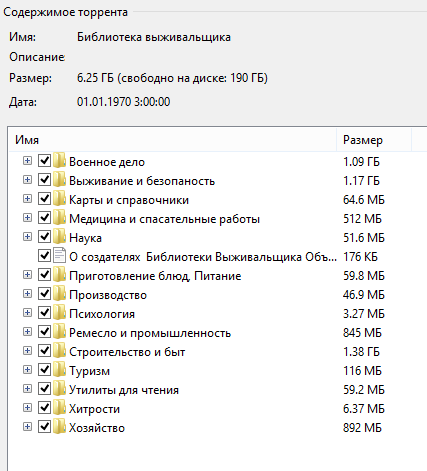 Содержимое торрента
Имя: Библиотека выживальщика
Описание:
Размер: 6.25 ГБ (свободно на диске: 190 ГБ)
Дата: 01.01.1970 3:00:00
Имя Размер
Военное дело 1.09 ГБ
Выживание и безопаность 1.17 ГБ
Карты и справочники 64.6 МБ
Медицина и спасательные работы 512 МБ
Наука 51.6 МБ
О создателях Библиотеки Выживальщика Объ... 176 КБ
Приготовление блюд, Питание 59.8 МБ
Производство 46.9 МБ
Психология 3.27 МБ
Ремесло и промышленность 845 МБ
Строительство и быт 1.38 ГБ
Туризм 116 МБ
Утилиты для чтения 59.2 МБ
Хитрости 6.37 МБ
Хозяйство 892 МБ